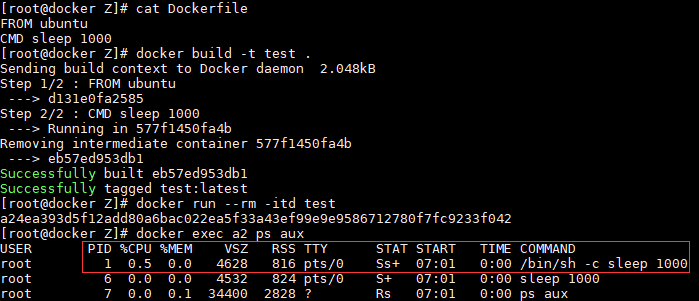 [root@docker Z]# cat Dockerfile
FROM ubuntu
CMD sleep 1000
[root@docker Z]# docker build -t test .
Sending build context to Docker daemon  2.048kB
Step 1/2 : FROM ubuntu
 ---> d131e0fa2585
Step 2/2 : CMD sleep 1000
 ---> Running in 577f1450fa4b
Removing intermediate container 577f1450fa4b
 ---> eb57ed953db1
Successfully built eb57ed953db1
Successfully tagged test:latest
[root@docker Z]# docker run --rm -itd test
a24ea393d5f12add80a6bac022ea5f33a43ef99e9e9586712780f7fc9233f042
[root@docker Z]# docker exec a2 ps aux
USER       PID %CPU %MEM    VSZ   RSS TTY      STAT START   TIME COMMAND
root         1  0.5  0.0   4628   816 pts/0    Ss+  07:01   0:00 /bin/sh -c sleep 1000
root         6  0.0  0.0   4532   824 pts/0    S+   07:01   0:00 sleep 1000
root         7  0.0  0.1  34400  2828 ?        Rs   07:01   0:00 ps aux